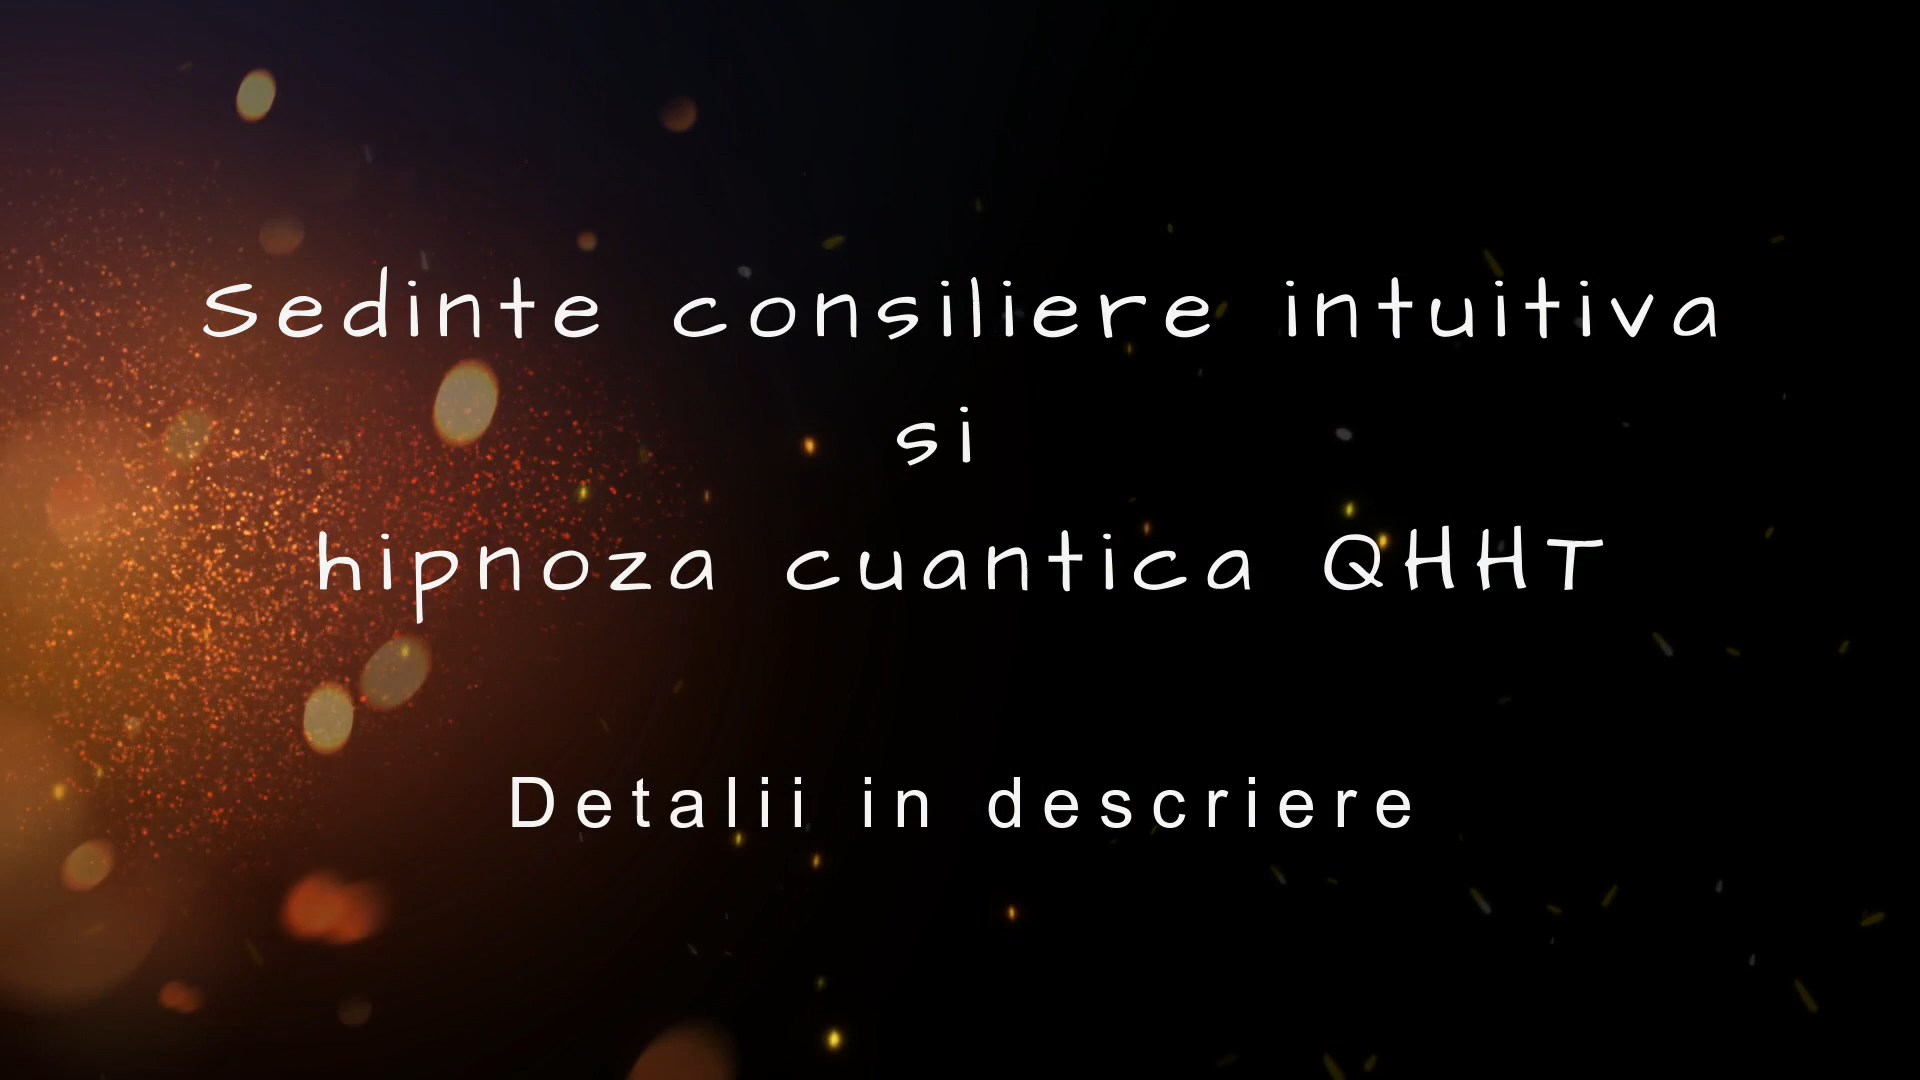 Sedinte consiliere intuitiva
si
hipnoza cuantica QHHT
Detalii in descriere